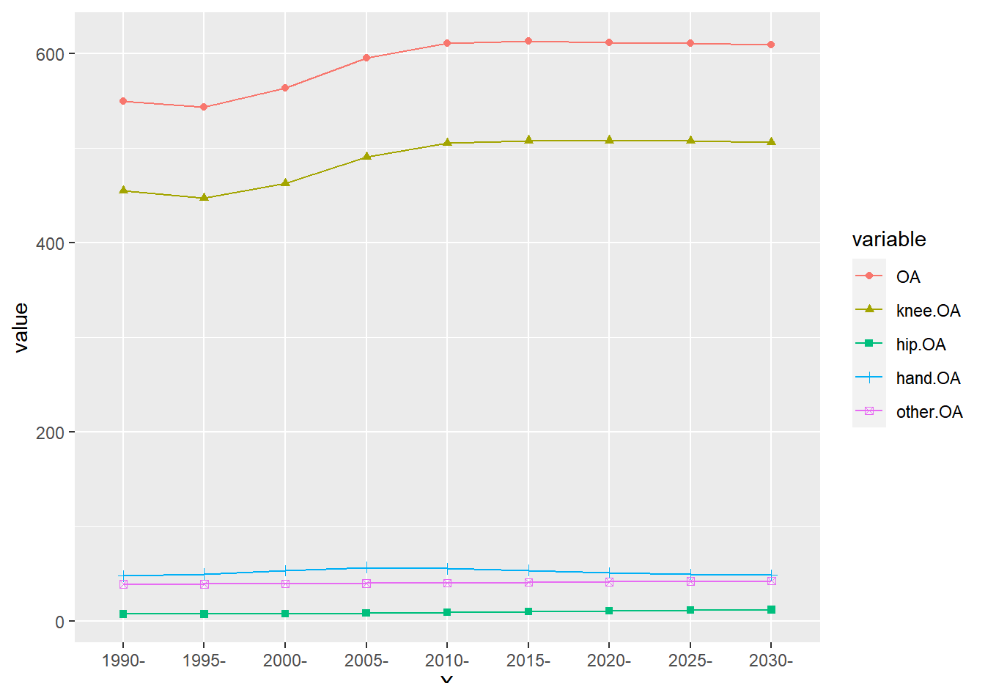 600
400
200
0
value
1990-
1995-
2000-
2005-
2010-
2015-
2020-
2025-
2030-
variable
OA
knee.OA
hip.OA
hand.OA
other.OA